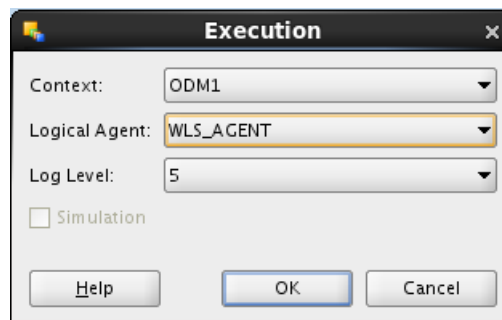 Execution
Context: ODM1
Logical Agent: WLS_AGENT
Log Level: 5
Simulation
Help OK Cancel